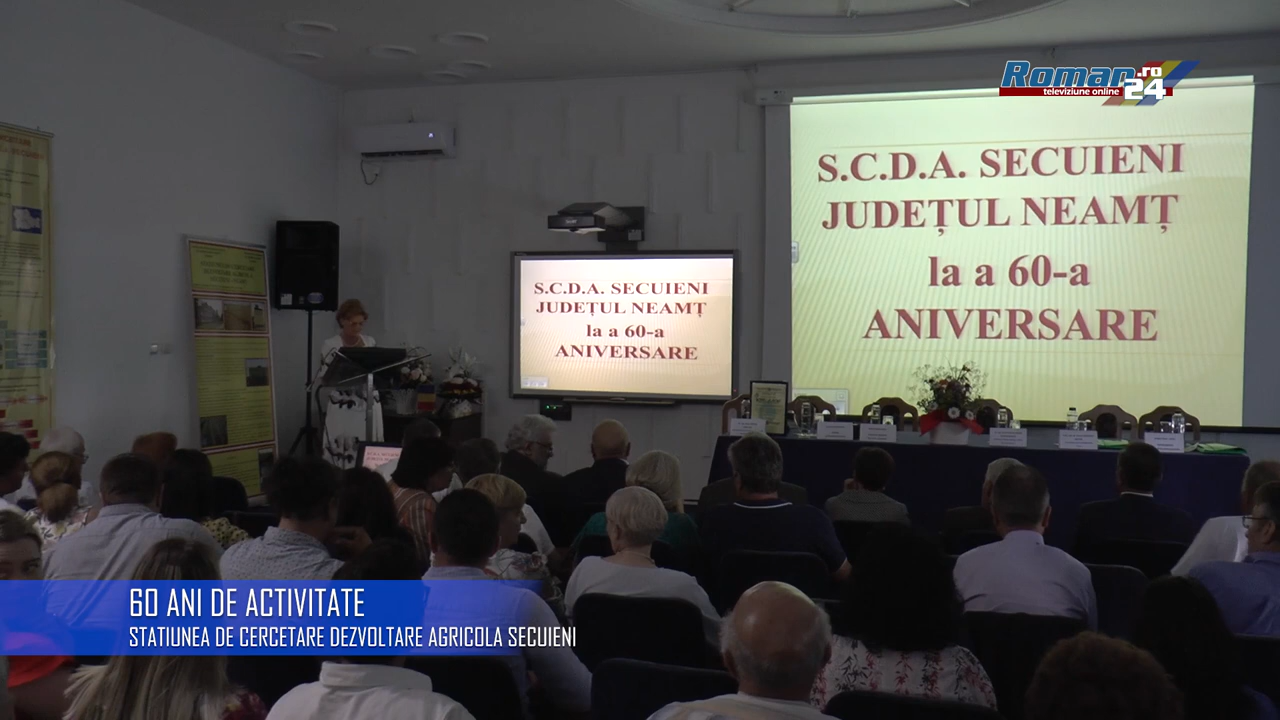 Roman .ro
24
televiziune online
S.C.D.A. SECUIENI
JUDEȚUL NEAMȚ
la a 60-a
ANIVERSARE
S.C.D.A. SECUIENI
JUDEȚUL NEAMȚ
la a 60-a
ANIVERSARE
60 ANI DE ACTIVITATE
STATIUNEA DE CERCETARE DEZVOLTARE AGRICOLA SECUIENI